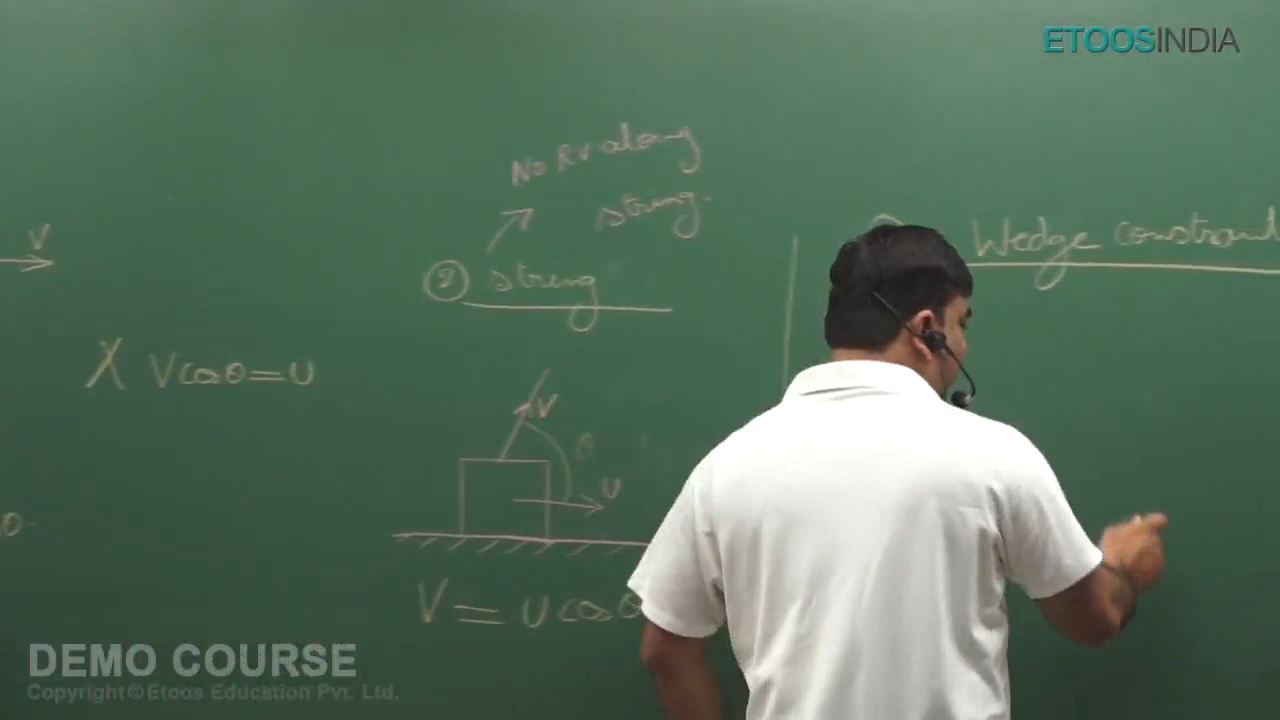 ETOOSINDIA
V
X Vcosθ=U
No RV along
string.
② string
V
θ
U
V = U cosθ
Wedge constraint
DEMO COURSE
Copyright©Etoos Education Pvt. Ltd.